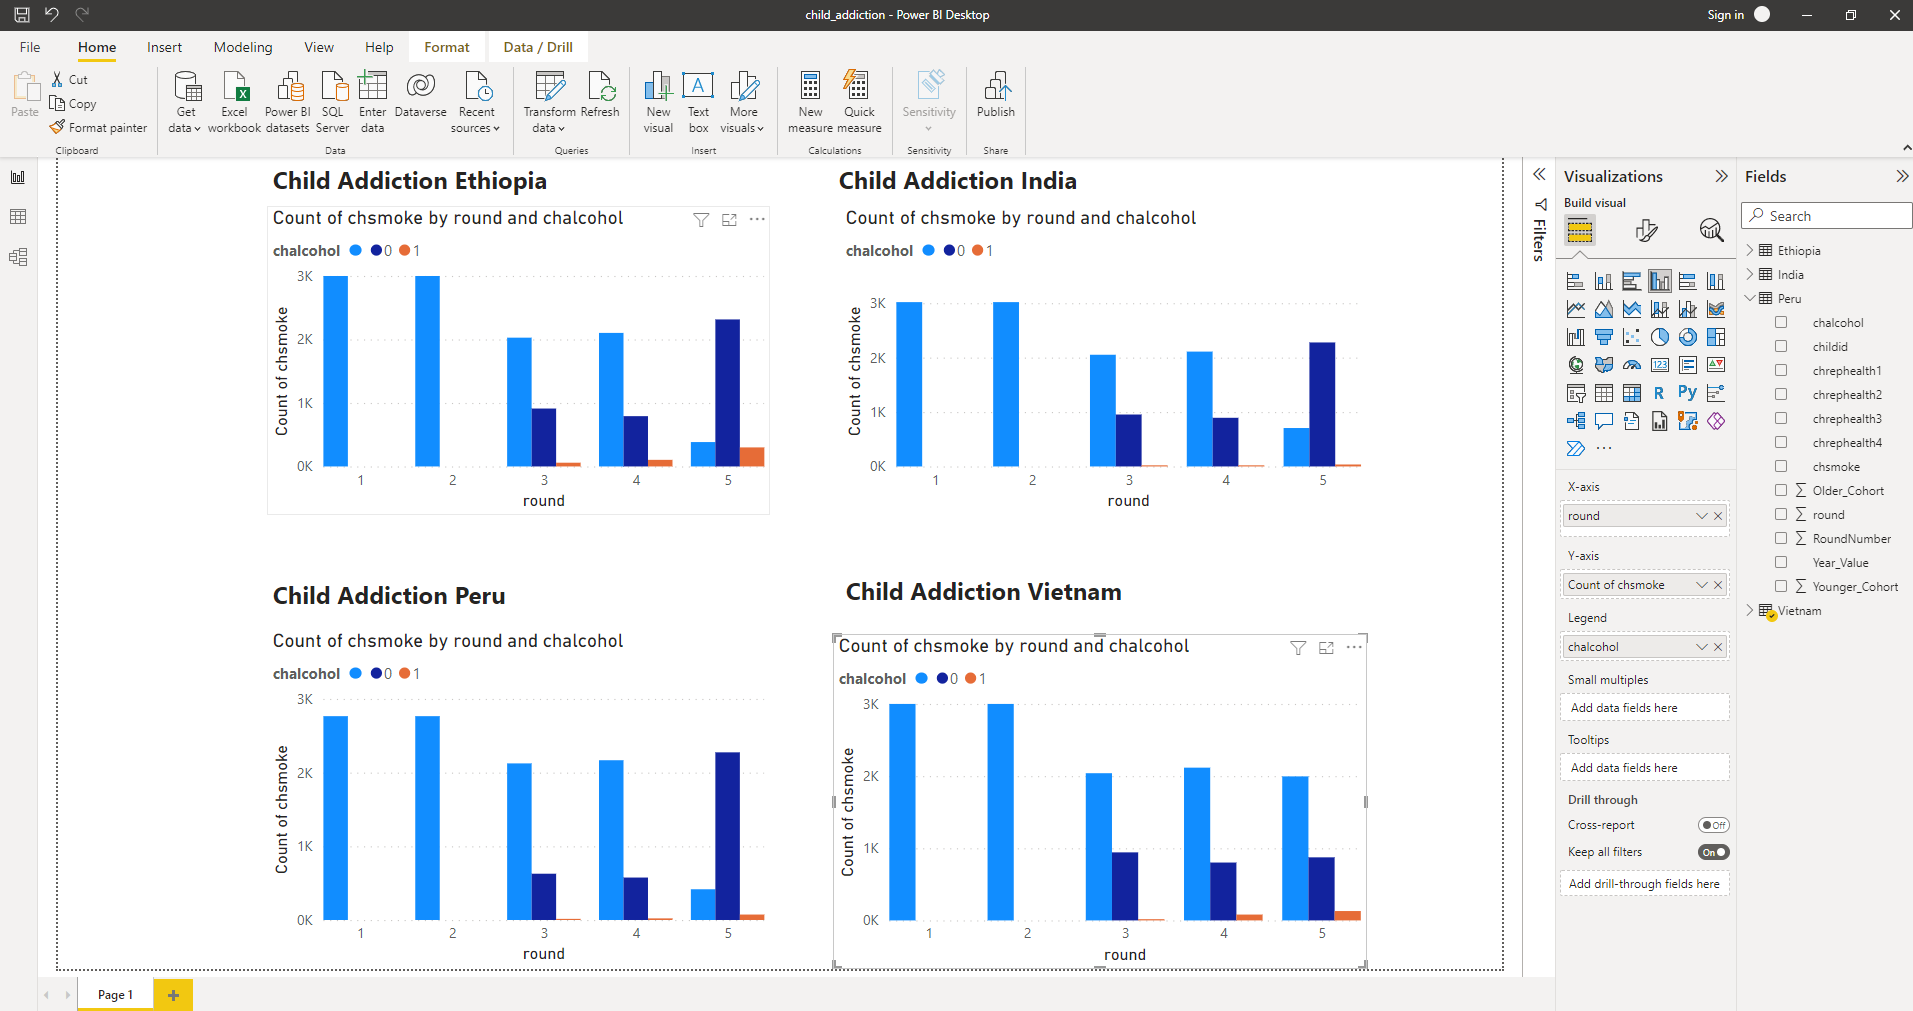 child_addiction - Power BI Desktop
Sign in
File Home Insert Modeling View Help Format Data / Drill
Paste
Cut
Copy
Format painter
Clipboard
Get data
Excel workbook
Power BI datasets
SQL Server
Enter data
Dataverse
Recent sources
Data
Transform data
Refresh
Queries
New visual
Text box
More visuals
Insert
New measure
Quick measure
Calculations
Sensitivity
Sensitivity
Publish
Share
Child Addiction Ethiopia
Count of chsmoke by round and chalcohol
chalcohol 0 1
Count of chsmoke
3K
2K
1K
0K
1 2 3 4 5
round
Child Addiction India
Count of chsmoke by round and chalcohol
chalcohol 0 1
Count of chsmoke
3K
2K
1K
0K
1 2 3 4 5
round
Child Addiction Peru
Count of chsmoke by round and chalcohol
chalcohol 0 1
Count of chsmoke
3K
2K
1K
0K
1 2 3 4 5
round
Child Addiction Vietnam
Count of chsmoke by round and chalcohol
chalcohol 0 1
Count of chsmoke
3K
2K
1K
0K
1 2 3 4 5
round
Filters
Visualizations
Build visual
123
R
Py
X-axis
round
Y-axis
Count of chsmoke
Legend
chalcohol
Small multiples
Add data fields here
Tooltips
Add data fields here
Drill through
Cross-report
Off
Keep all filters
On
Add drill-through fields here
Fields
Search
Ethiopia
India
Peru
chalcohol
childid
chrephealth1
chrephealth2
chrephealth3
chrephealth4
chsmoke
Older_Cohort
round
RoundNumber
Year_Value
Younger_Cohort
Vietnam
Page 1